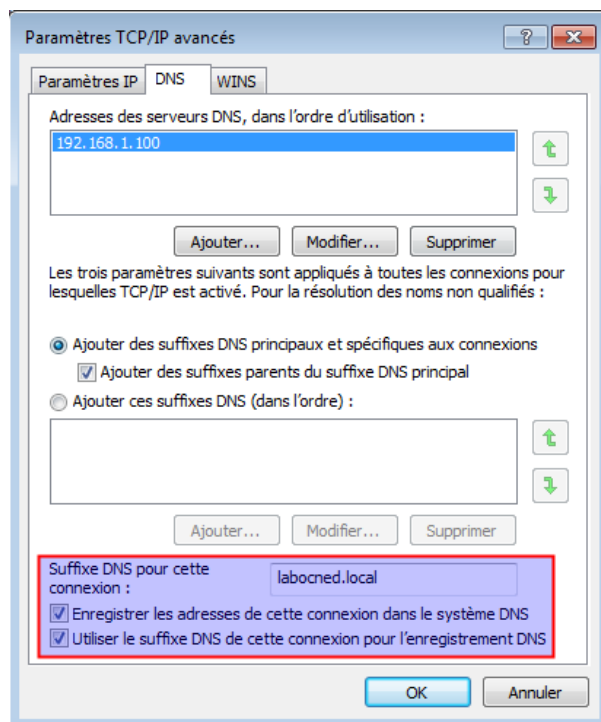 Paramètres TCP/IP avancés
Paramètres IP DNS WINS
Adresses des serveurs DNS, dans l'ordre d'utilisation :
192.168.1.100
Ajouter... Modifier... Supprimer
Les trois paramètres suivants sont appliqués à toutes les connexions pour
lesquelles TCP/IP est activé. Pour la résolution des noms non qualifiés :
Ajouter des suffixes DNS principaux et spécifiques aux connexions
Ajouter des suffixes parents du suffixe DNS principal
Ajouter ces suffixes DNS (dans l'ordre) :
Ajouter... Modifier... Supprimer
Suffixe DNS pour cette
connexion :
labocned.local
Enregistrer les adresses de cette connexion dans le système DNS
Utiliser le suffixe DNS de cette connexion pour l'enregistrement DNS
OK Annuler